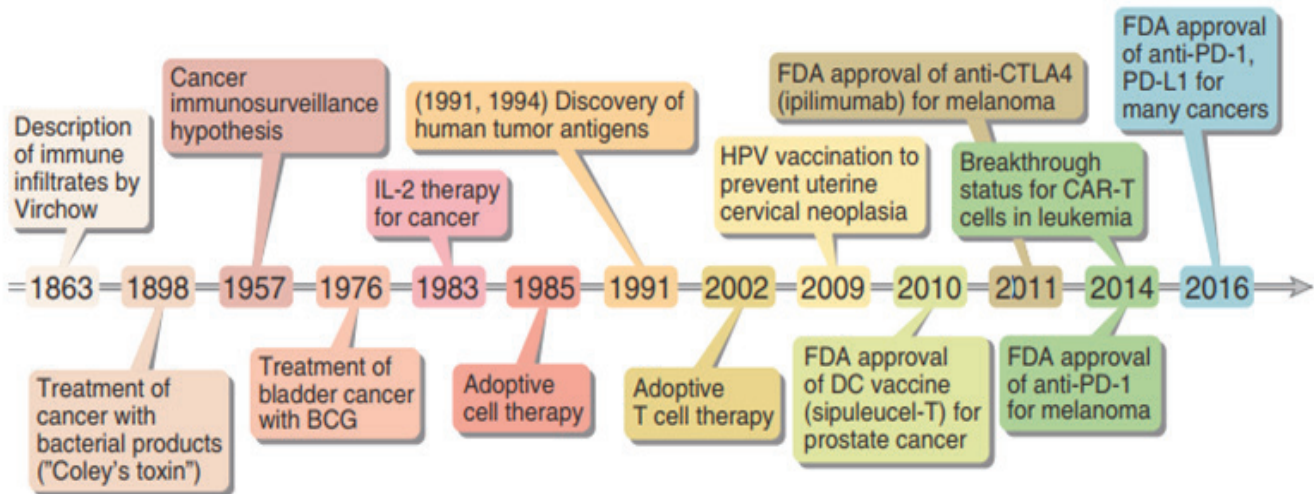 Description
of immune
infiltrates by
Virchow
Cancer
immunosurveillance
hypothesis
IL-2 therapy
for cancer
(1991, 1994) Discovery of
human tumor antigens
HPV vaccination to
prevent uterine
cervical neoplasia
FDA approval of anti-CTLA4
(ipilimumab) for melanoma
Breakthrough
status for CAR-T
cells in leukemia
FDA approval
of anti-PD-1,
PD-L1 for
many cancers
1863 1898 1957 1976 1983 1985 1991 2002 2009 2010 2011 2014 2016
Treatment of
cancer with
bacterial products
("Coley's toxin")
Treatment of
bladder cancer
with BCG
Adoptive
cell therapy
Adoptive
T cell therapy
FDA approval
of DC vaccine
(sipuleucel-T) for
prostate cancer
FDA approval
of anti-PD-1
for melanoma